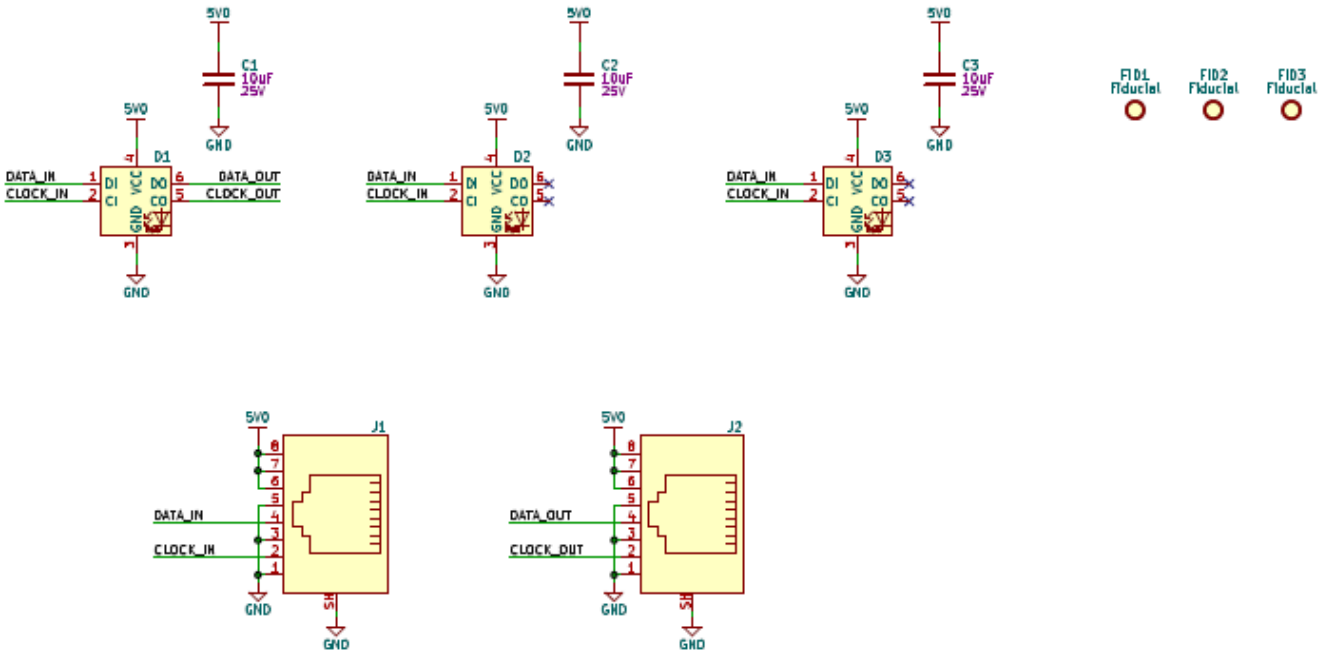 5V0
5V0
5V0
C1
10uF
25V
C2
10uF
25V
C3
10uF
25V
FID1
Fiducial
FID2
Fiducial
FID3
Fiducial
GND
GND
GND
5V0
5V0
5V0
4
D1
4
D2
4
D3
DATA_IN 1 DI VCC DO 6 DATA_OUT
CLOCK_IN 2 CI GND CO 5 CLOCK_OUT
3
GND
DATA_IN 1 DI VCC DO 6
CLOCK_IN 2 CI GND CO 5
3
GND
DATA_IN 1 DI VCC DO 6
CLOCK_IN 2 CI GND CO 5
3
GND
5V0
J1
8
7
6
5
DATA_IN 4
3
CLOCK_IN 2
1
GND
SH
GND
5V0
J2
8
7
6
5
DATA_OUT 4
3
CLOCK_OUT 2
1
GND
SH
GND